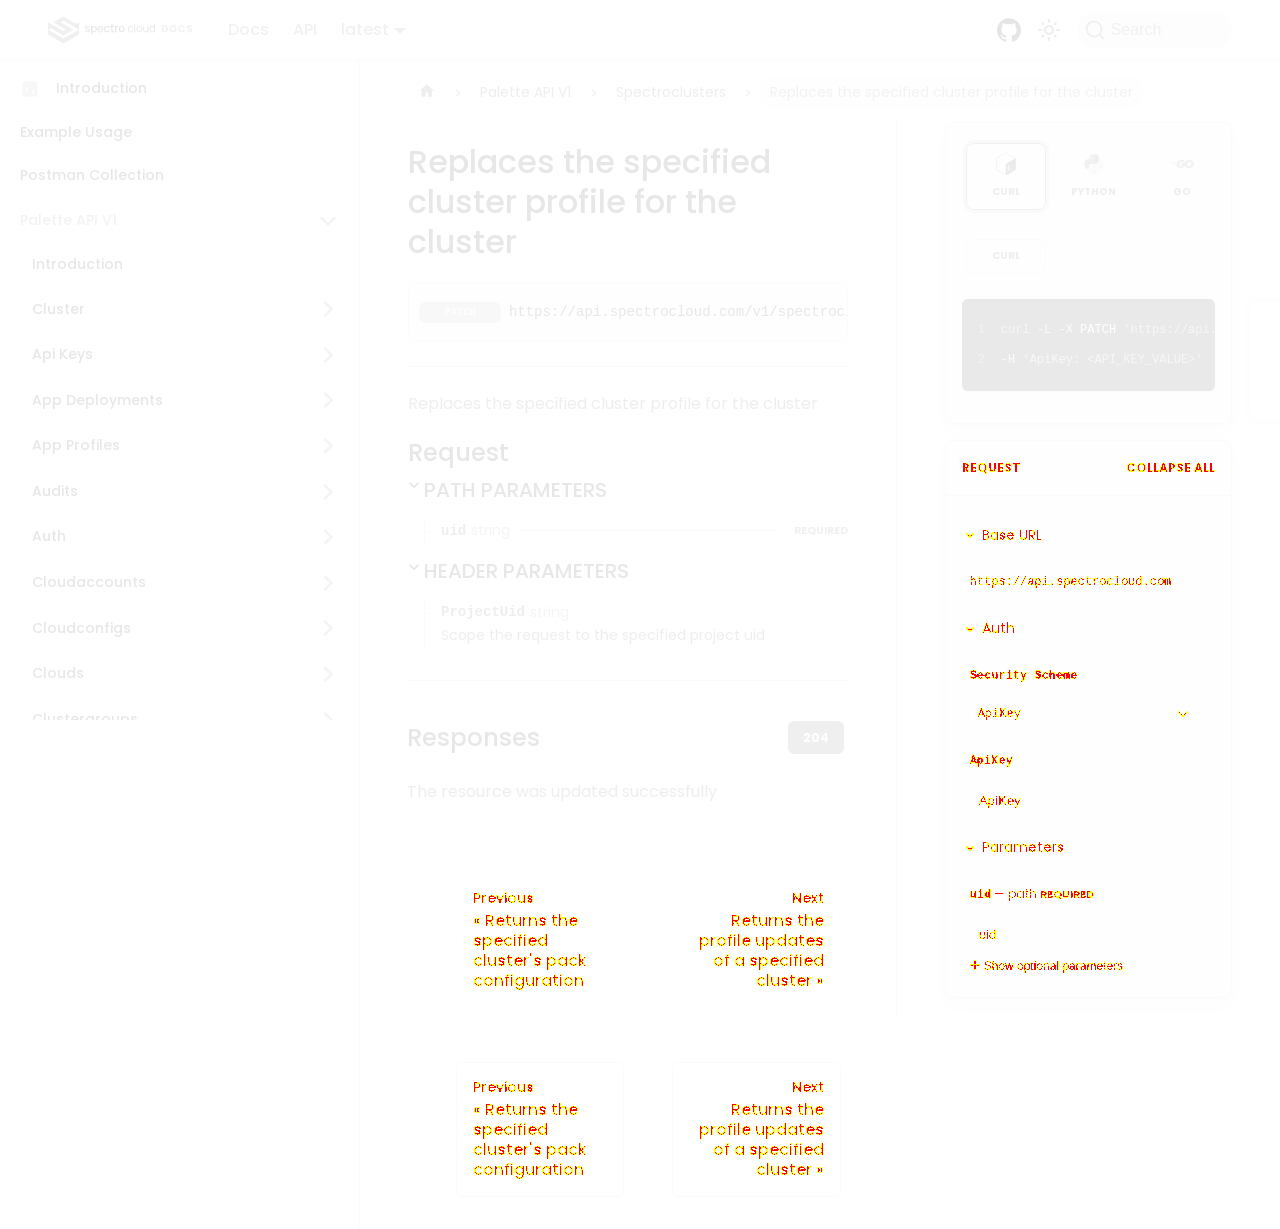 spectro cloud DOCS
Docs
API
latest
Search
Introduction
Example Usage
Postman Collection
Palette API V1
Introduction
Cluster
Api Keys
App Deployments
App Profiles
Audits
Auth
Cloudaccounts
Cloudconfigs
Clouds
Clustergroups
Palette API V1
Spectroclusters
Replaces the specified cluster profile for the cluster
Replaces the specified
cluster profile for the
cluster
PATCH https://api.spectrocloud.com/v1/spectroc
Replaces the specified cluster profile for the cluster
Request
PATH PARAMETERS
uid string REQUIRED
HEADER PARAMETERS
ProjectUid string
Scope the request to the specified project uid
Responses
204
The resource was updated successfully
Previous
« Returns the
specified
cluster's pack
configuration
Next
Returns the
profile updates
of a specified
cluster »
Previous
« Returns the
specified
cluster's pack
configuration
Next
Returns the
profile updates
of a specified
cluster »
CURL
PYTHON
GO
CURL
1 curl -L -X PATCH 'https://api.
2 -H 'ApiKey: <API_KEY_VALUE>'
REQUEST
COLLAPSE ALL
Base URL
https://api.spectrocloud.com
Auth
Security Scheme
ApiKey
ApiKey
ApiKey
Parameters
uid — path REQUIRED
uid
Show optional parameters